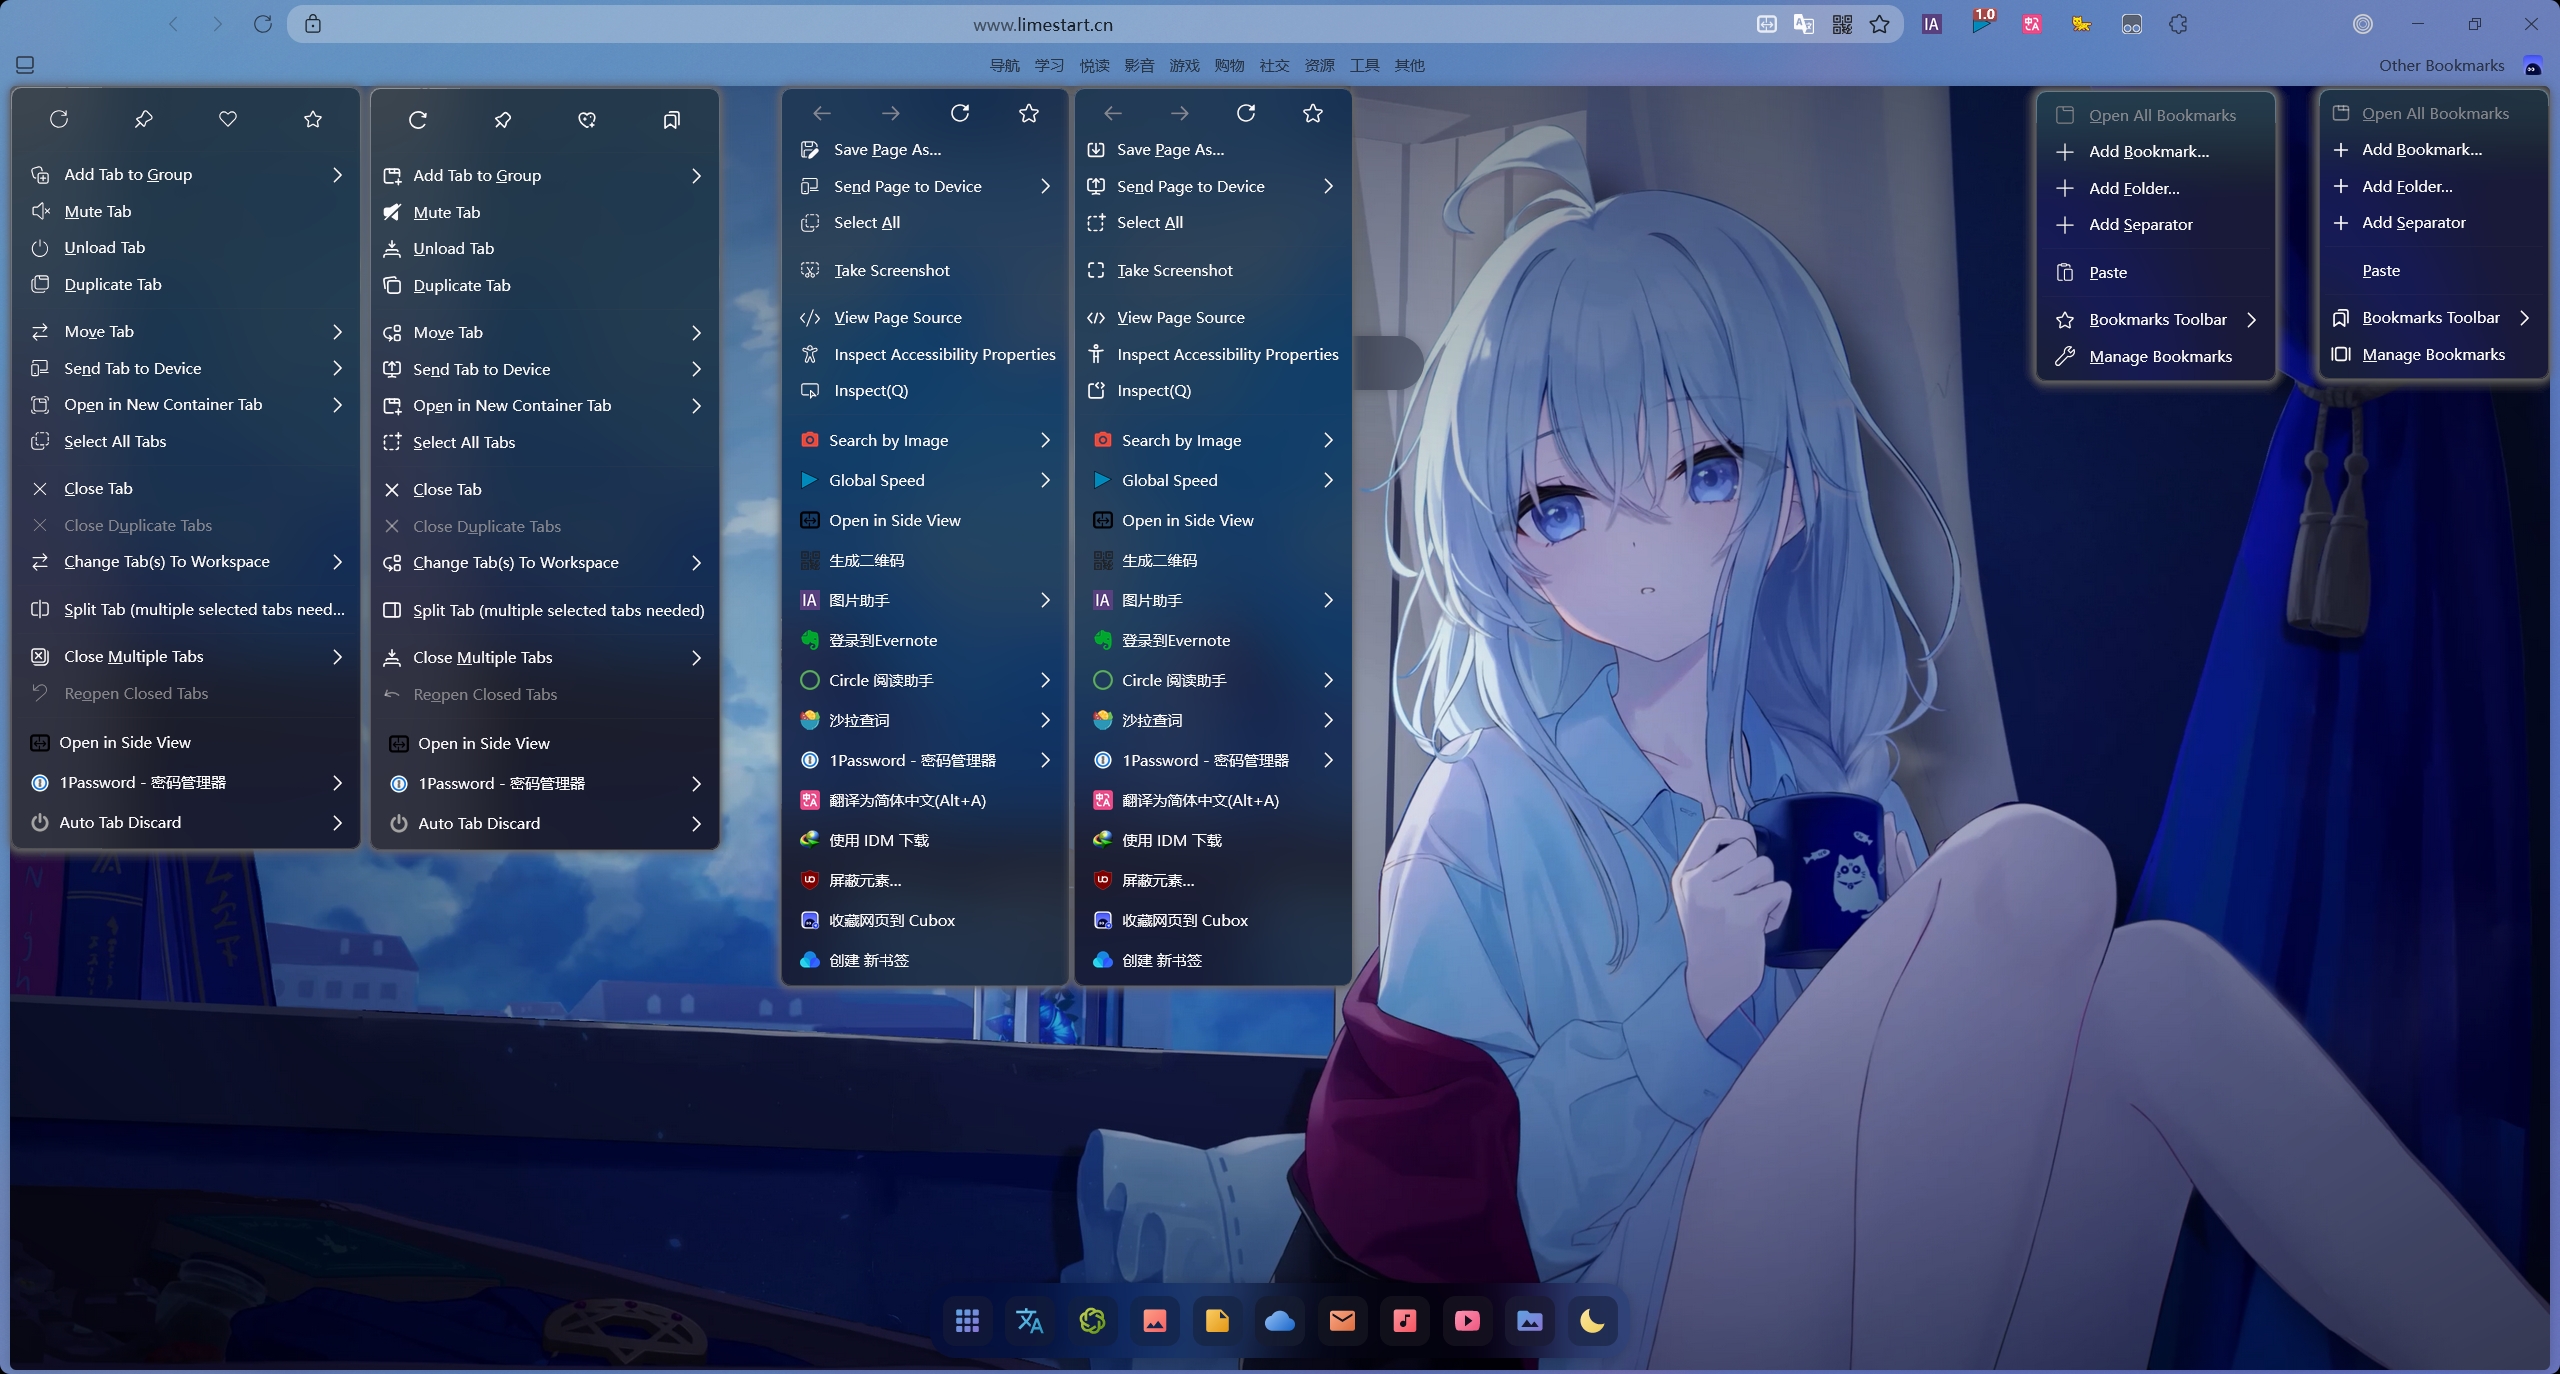 www.limestart.cn
1.0
导航 学习 悦读 影音 游戏 购物 社交 资源 工具 其他
Other Bookmarks
Add Tab to Group
Mute Tab
Unload Tab
Duplicate Tab
Move Tab
Send Tab to Device
Open in New Container Tab
Select All Tabs
Close Tab
Close Duplicate Tabs
Change Tab(s) To Workspace
Split Tab (multiple selected tabs need...
Close Multiple Tabs
Reopen Closed Tabs
Open in Side View
1Password - 密码管理器
Auto Tab Discard
Add Tab to Group
Mute Tab
Unload Tab
Duplicate Tab
Move Tab
Send Tab to Device
Open in New Container Tab
Select All Tabs
Close Tab
Close Duplicate Tabs
Change Tab(s) To Workspace
Split Tab (multiple selected tabs needed)
Close Multiple Tabs
Reopen Closed Tabs
Open in Side View
1Password - 密码管理器
Auto Tab Discard
Save Page As...
Send Page to Device
Select All
Take Screenshot
View Page Source
Inspect Accessibility Properties
Inspect(Q)
Search by Image
Global Speed
Open in Side View
生成二维码
IA 图片助手
登录到Evernote
Circle 阅读助手
沙拉查词
1Password - 密码管理器
翻译为简体中文(Alt+A)
使用 IDM 下载
屏蔽元素...
收藏网页到 Cubox
创建 新书签
Save Page As...
Send Page to Device
Select All
Take Screenshot
View Page Source
Inspect Accessibility Properties
Inspect(Q)
Search by Image
Global Speed
Open in Side View
生成二维码
IA 图片助手
登录到Evernote
Circle 阅读助手
沙拉查词
1Password - 密码管理器
翻译为简体中文(Alt+A)
使用 IDM 下载
屏蔽元素...
收藏网页到 Cubox
创建 新书签
Open All Bookmarks
Add Bookmark...
Add Folder...
Add Separator
Paste
Bookmarks Toolbar
Manage Bookmarks
Open All Bookmarks
Add Bookmark...
Add Folder...
Add Separator
Paste
Bookmarks Toolbar
Manage Bookmarks